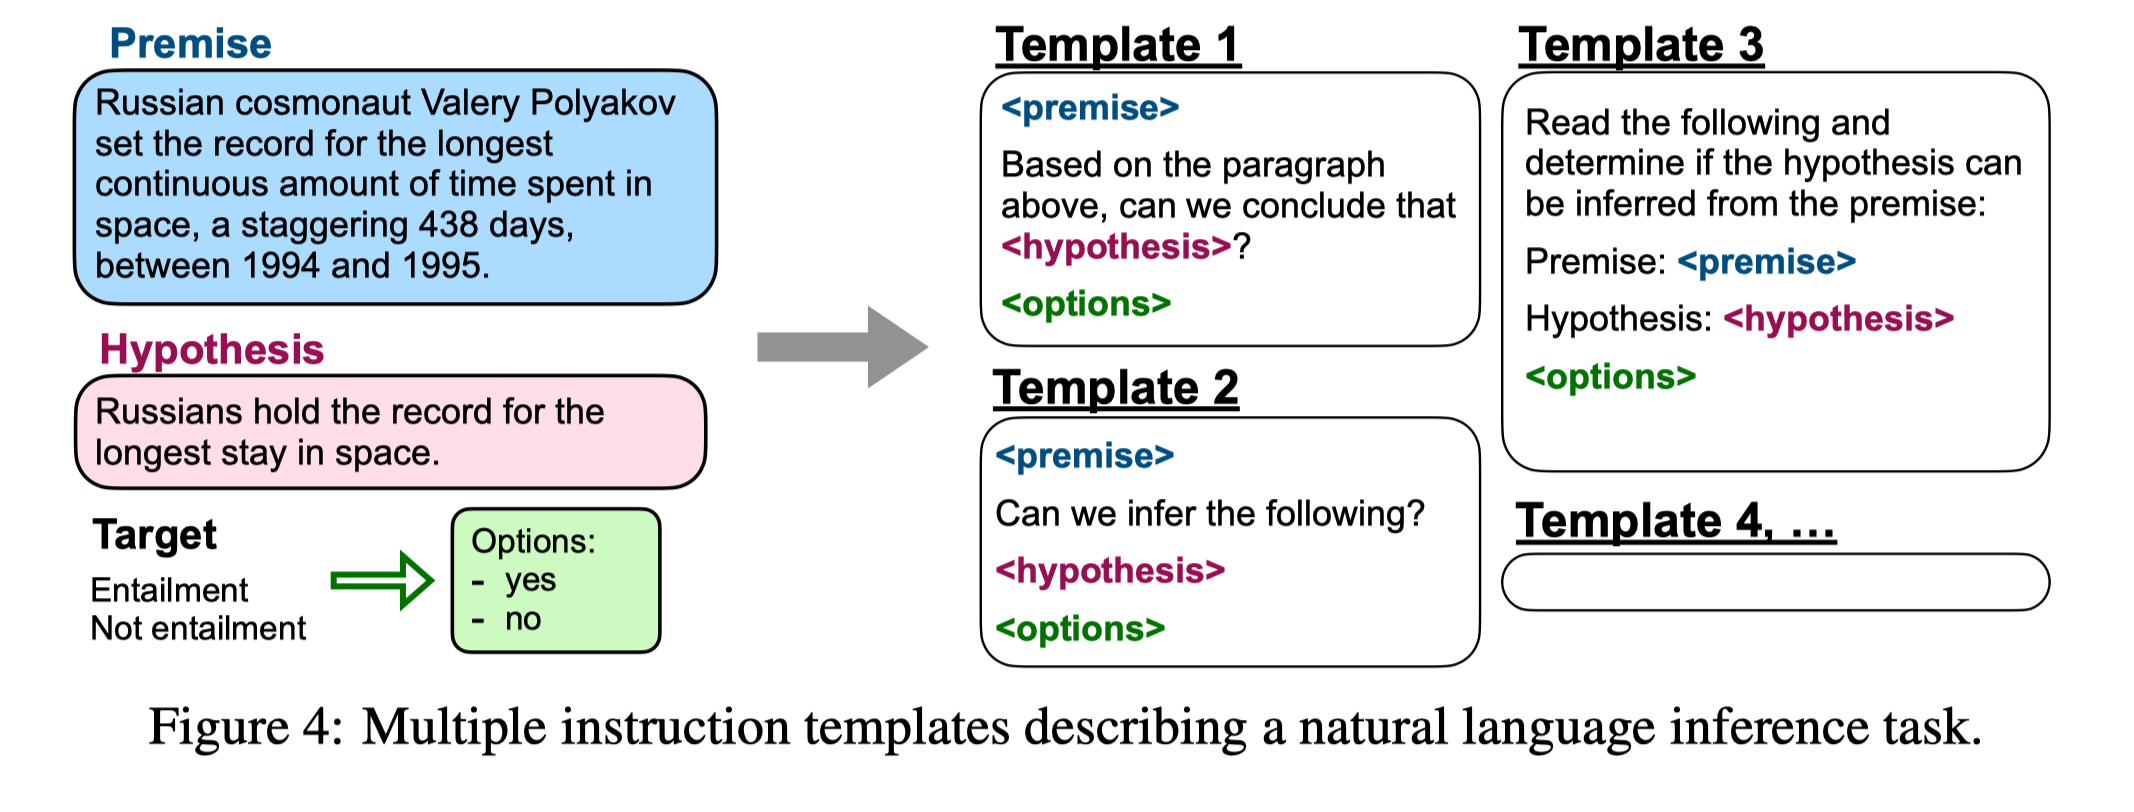 Premise
Russian cosmonaut Valery Polyakov
set the record for the longest
continuous amount of time spent in
space, a staggering 438 days,
between 1994 and 1995.
Hypothesis
Russians hold the record for the
longest stay in space.
Target
Entailment
Not entailment
Options:
- yes
- no
Template 1
<premise>
Based on the paragraph
above, can we conclude that
<hypothesis>?
<options>
Template 2
<premise>
Can we infer the following?
<hypothesis>
<options>
Template 3
Read the following and
determine if the hypothesis can
be inferred from the premise:
Premise: <premise>
Hypothesis: <hypothesis>
<options>
Template 4, ...
Figure 4: Multiple instruction templates describing a natural language inference task.